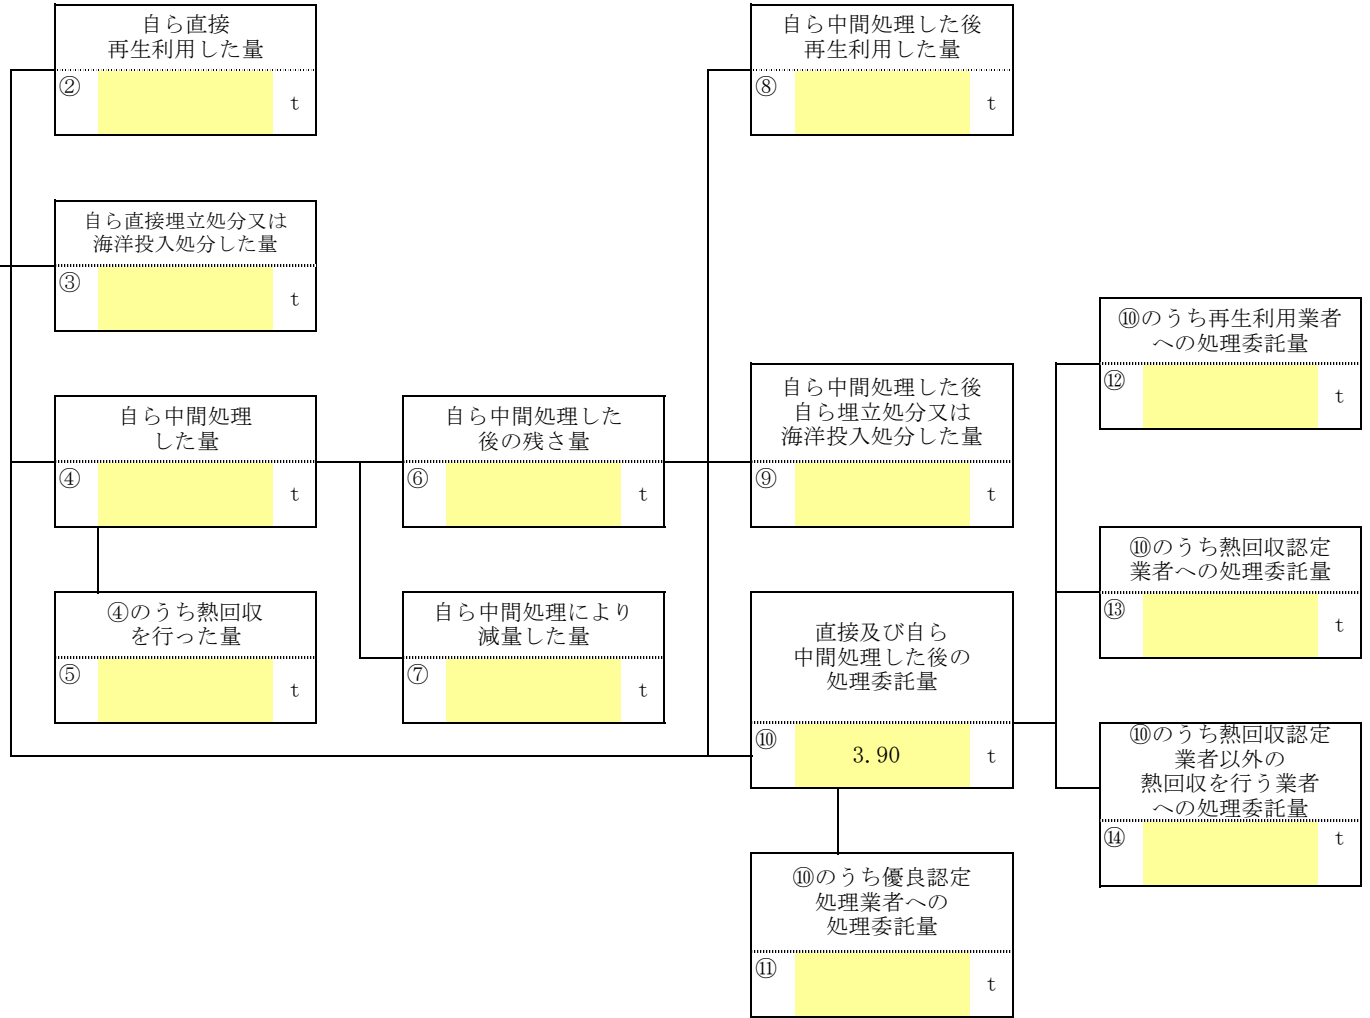 自ら直接
再生利用した量
②
t
自ら中間処理した後
再生利用した量
⑧
t
自ら直接埋立処分又は
海洋投入処分した量
③
t
⑩のうち再生利用業者
への処理委託量
⑫
t
自ら中間処理
した量
④
t
自ら中間処理した
後の残さ量
⑥
t
自ら中間処理した後
自ら埋立処分又は
海洋投入処分した量
⑨
t
⑩のうち熱回収認定
業者への処理委託量
⑬
t
④のうち熱回収
を行った量
⑤
t
自ら中間処理により
減量した量
⑦
t
直接及び自ら
中間処理した後の
処理委託量
⑩
3.90
t
⑩のうち熱回収認定
業者以外の
熱回収を行う業者
への処理委託量
⑭
t
⑩のうち優良認定
処理業者への
処理委託量
⑪
t